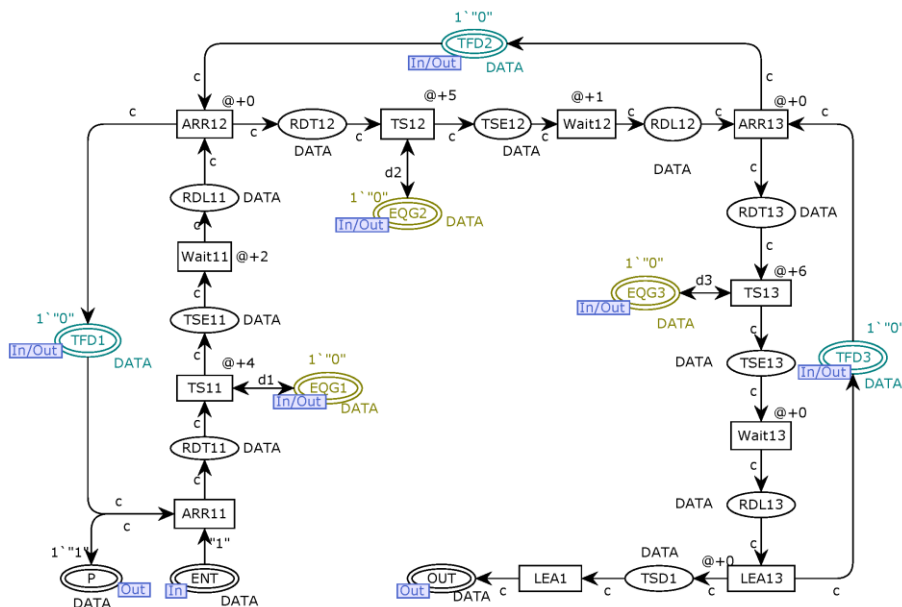 1`"0"
TFD2
In/Out
DATA
c
c
c
@+0
@+5
@+1
@+0
c
ARR12
c
RDT12
c
TS12
c
TSE12
c
Wait12
c
RDL12
c
ARR13
c
DATA
DATA
DATA
c
d2
c
RDL11
DATA
1`"0"
EQG2
In/Out
DATA
RDT13
DATA
c
c
Wait11
@+2
1`"0"
@+6
c
EQG3
d3
TS13
In/Out
DATA
1`"0"
TFD1
In/Out
DATA
TSE11
DATA
c
1`"0"
c
@+4
1`"0"
DATA
TSE13
TFD3
In/Out
DATA
TS11
d1
EQG1
In/Out
DATA
c
c
@+0
RDT11
DATA
Wait13
c
c
c
c
ARR11
DATA
RDL13
c
1`"1"
"1"
c
DATA
@+0
P
Out
DATA
ENT
In
DATA
OUT
Out
DATA
c
LEA1
c
TSD1
c
LEA13
c